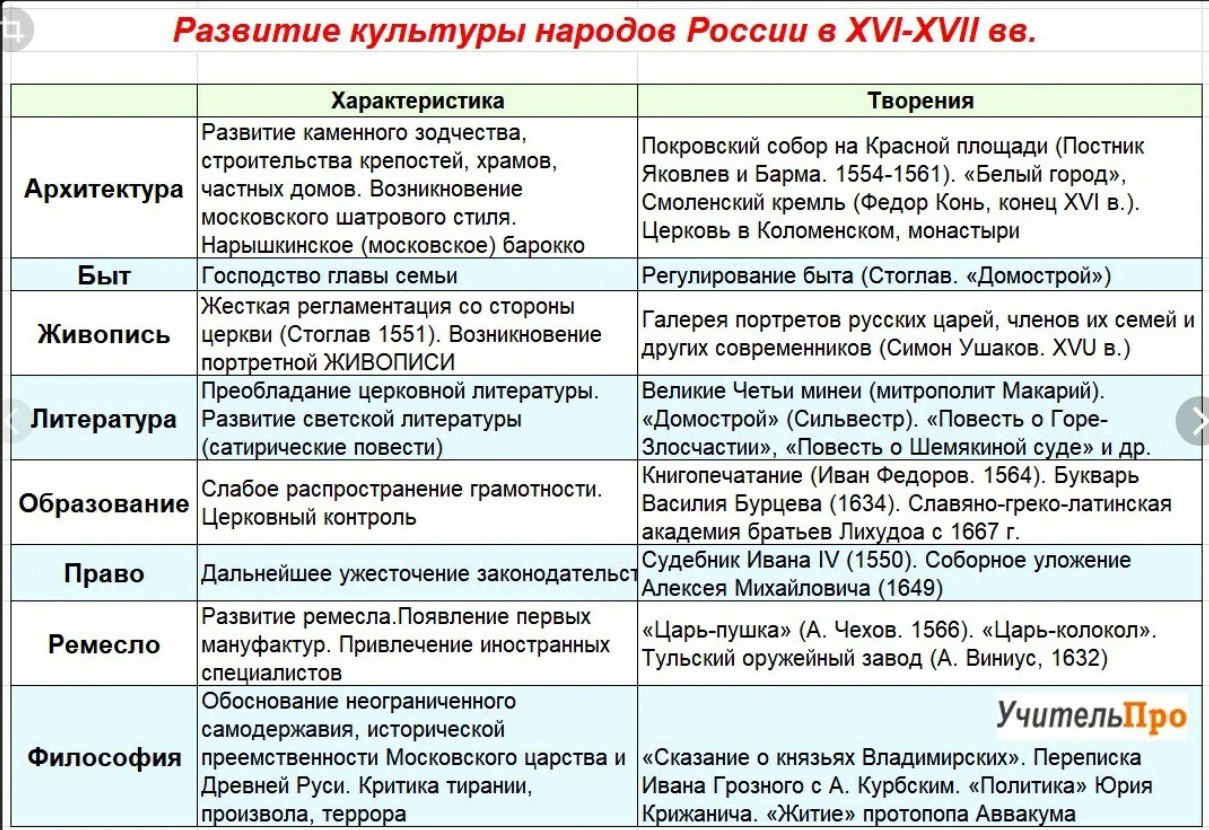 Развитие культуры народов России в XVI-XVII вв.
Характеристика
Творения
Архитектура
Развитие каменного зодчества,
строительства крепостей, храмов,
частных домов. Возникновение
московского шатрового стиля.
Нарышкинское (московское) барокко
Покровский собор на Красной площади (Постник
Яковлев и Барма. 1554-1561). «Белый город»,
Смоленский кремль (Федор Конь, конец XVI в.).
Церковь в Коломенском, монастыри
Быт
Господство главы семьи
Регулирование быта (Стоглав. «Домострой»)
Живопись
Жесткая регламентация со стороны
церкви (Стоглав 1551). Возникновение
портретной ЖИВОПИСИ
Галерея портретов русских царей, членов их семей и
других современников (Симон Ушаков. XVU в.)
Литература
Преобладание церковной литературы.
Развитие светской литературы
(сатирические повести)
Великие Четьи минеи (митрополит Макарий).
«Домострой» (Сильвестр). «Повесть о Горе-
Злосчастии», «Повесть о Шемякиной суде» и др.
Образование
Слабое распространение грамотности.
Церковный контроль
Книгопечатание (Иван Федоров. 1564). Букварь
Василия Бурцева (1634). Славяно-греко-латинская
академия братьев Лихудоа с 1667 г.
Право
Дальнейшее ужесточение законодательст
Судебник Ивана IV (1550). Соборное уложение
Алексея Михайловича (1649)
Ремесло
Развитие ремесла.Появление первых
мануфактур. Привлечение иностранных
специалистов
«Царь-пушка» (А. Чехов. 1566). «Царь-колокол».
Тульский оружейный завод (А. Виниус, 1632)
Философия
Обоснование неограниченного
самодержавия, исторической
преемственности Московского царства и
Древней Руси. Критика тирании,
произвола, террора
УчительПро
«Сказание о князьях Владимирских». Переписка
Ивана Грозного с А. Курбским. «Политика» Юрия
Крижанича. «Житие» протопопа Аввакума